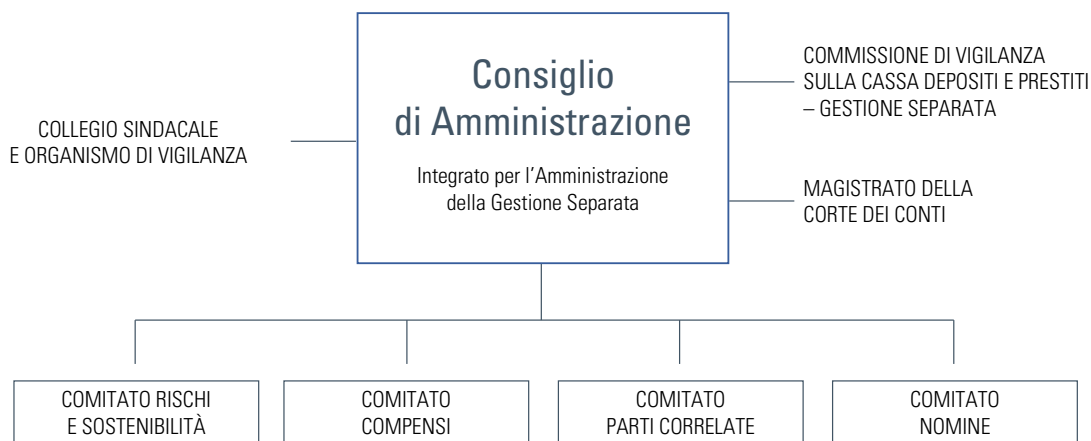 Consiglio
di Amministrazione
Integrato per l'Amministrazione
della Gestione Separata
COLLEGIO SINDACALE
E ORGANISMO DI VIGILANZA
COMMISSIONE DI VIGILANZA
SULLA CASSA DEPOSITI E PRESTITI
– GESTIONE SEPARATA
MAGISTRATO DELLA
CORTE DEI CONTI
COMITATO RISCHI
E SOSTENIBILITÀ
COMITATO
COMPENSI
COMITATO
PARTI CORRELATE
COMITATO
NOMINE